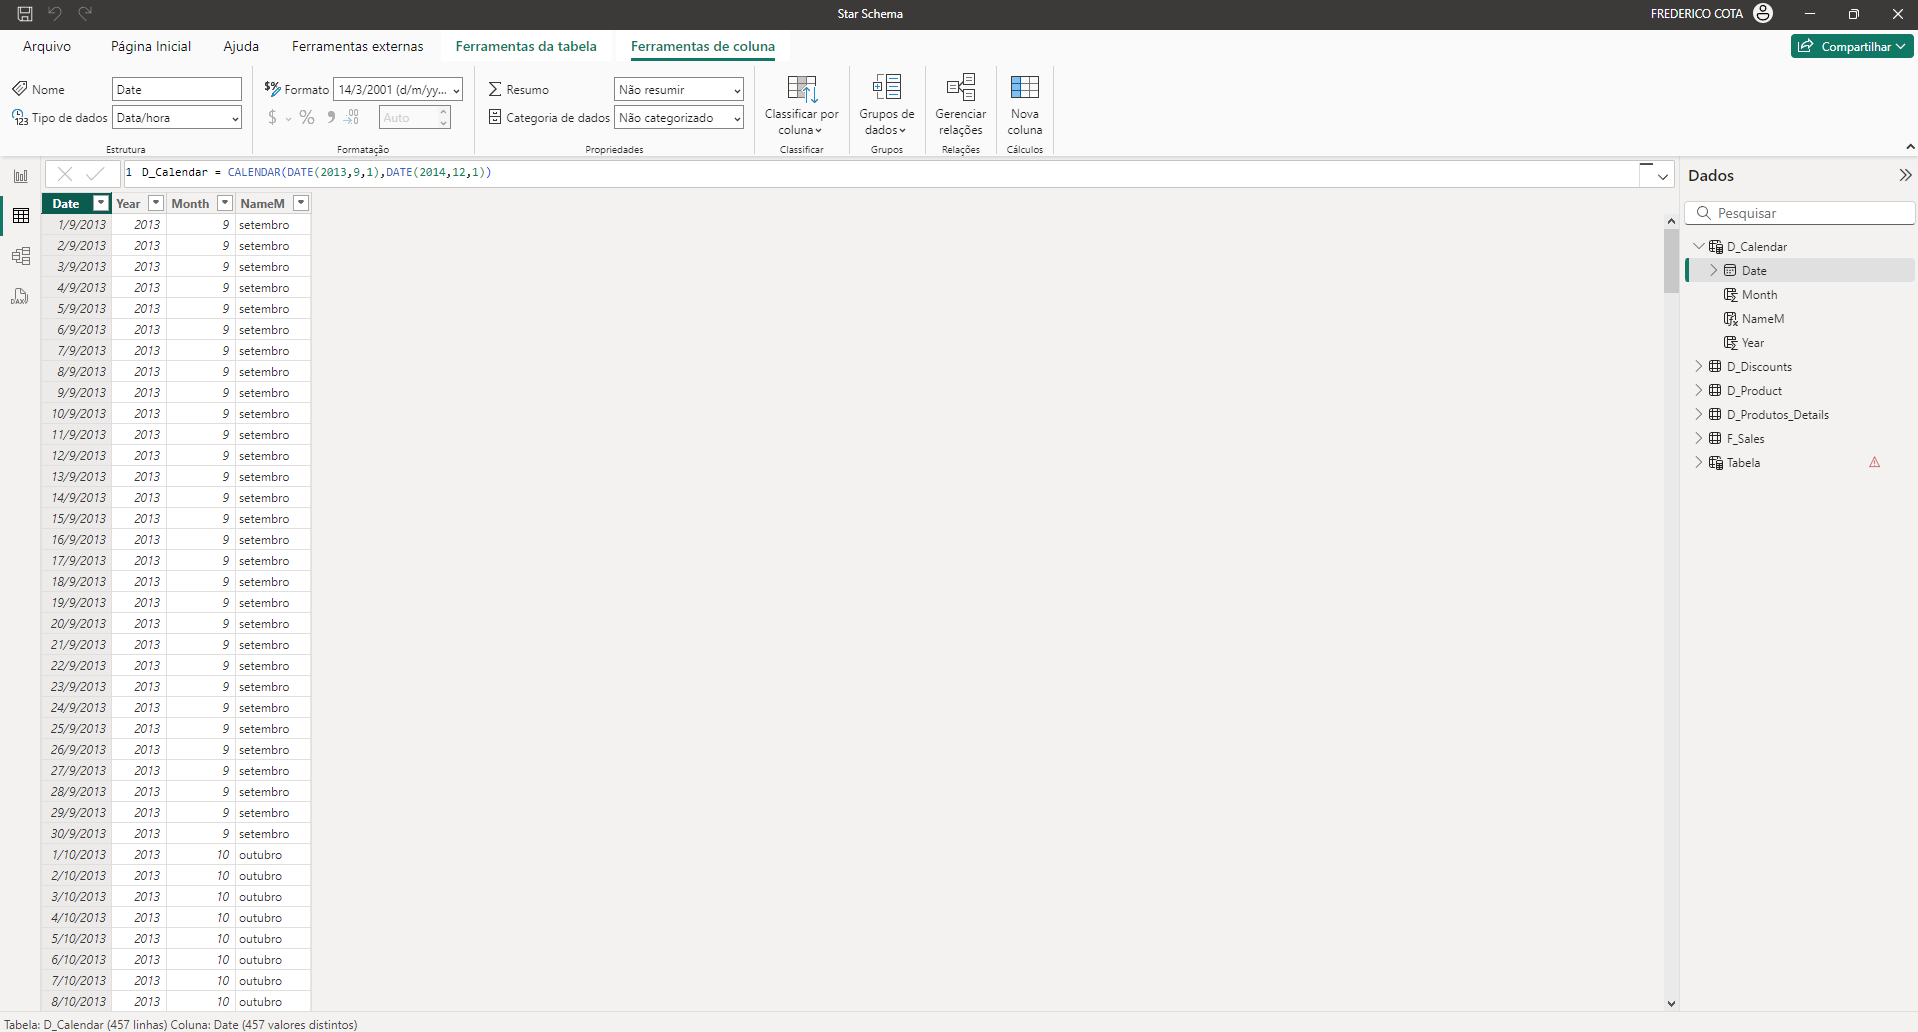 Star Schema
FREDERICO COTA
Arquivo Página Inicial Ajuda Ferramentas externas Ferramentas da tabela Ferramentas de coluna Compartilhar
Nome Date
Tipo de dados Data/hora
Estrutura
$% Formato 14/3/2001 (d/m/yy...
$ % 9 .00 Auto
Formatação
Resumo Não resumir
Categoria de dados Não categorizado
Propriedades
Classificar por
coluna
Classificar
Grupos de
dados
Grupos
Gerenciar
relações
Relações
Nova
coluna
Cálculos
1 D_Calendar = CALENDAR(DATE(2013,9,1),DATE(2014,12,1))
Date Year Month NameM
1/9/2013 2013 9 setembro
2/9/2013 2013 9 setembro
3/9/2013 2013 9 setembro
4/9/2013 2013 9 setembro
5/9/2013 2013 9 setembro
6/9/2013 2013 9 setembro
7/9/2013 2013 9 setembro
8/9/2013 2013 9 setembro
9/9/2013 2013 9 setembro
10/9/2013 2013 9 setembro
11/9/2013 2013 9 setembro
12/9/2013 2013 9 setembro
13/9/2013 2013 9 setembro
14/9/2013 2013 9 setembro
15/9/2013 2013 9 setembro
16/9/2013 2013 9 setembro
17/9/2013 2013 9 setembro
18/9/2013 2013 9 setembro
19/9/2013 2013 9 setembro
20/9/2013 2013 9 setembro
21/9/2013 2013 9 setembro
22/9/2013 2013 9 setembro
23/9/2013 2013 9 setembro
24/9/2013 2013 9 setembro
25/9/2013 2013 9 setembro
26/9/2013 2013 9 setembro
27/9/2013 2013 9 setembro
28/9/2013 2013 9 setembro
29/9/2013 2013 9 setembro
30/9/2013 2013 9 setembro
1/10/2013 2013 10 outubro
2/10/2013 2013 10 outubro
3/10/2013 2013 10 outubro
4/10/2013 2013 10 outubro
5/10/2013 2013 10 outubro
6/10/2013 2013 10 outubro
7/10/2013 2013 10 outubro
8/10/2013 2013 10 outubro
Dados
Pesquisar
D_Calendar
Date
Month
NameM
Year
D_Discounts
D_Product
D_Produtos_Details
F_Sales
Tabela
Tabela: D_Calendar (457 linhas) Coluna: Date (457 valores distintos)